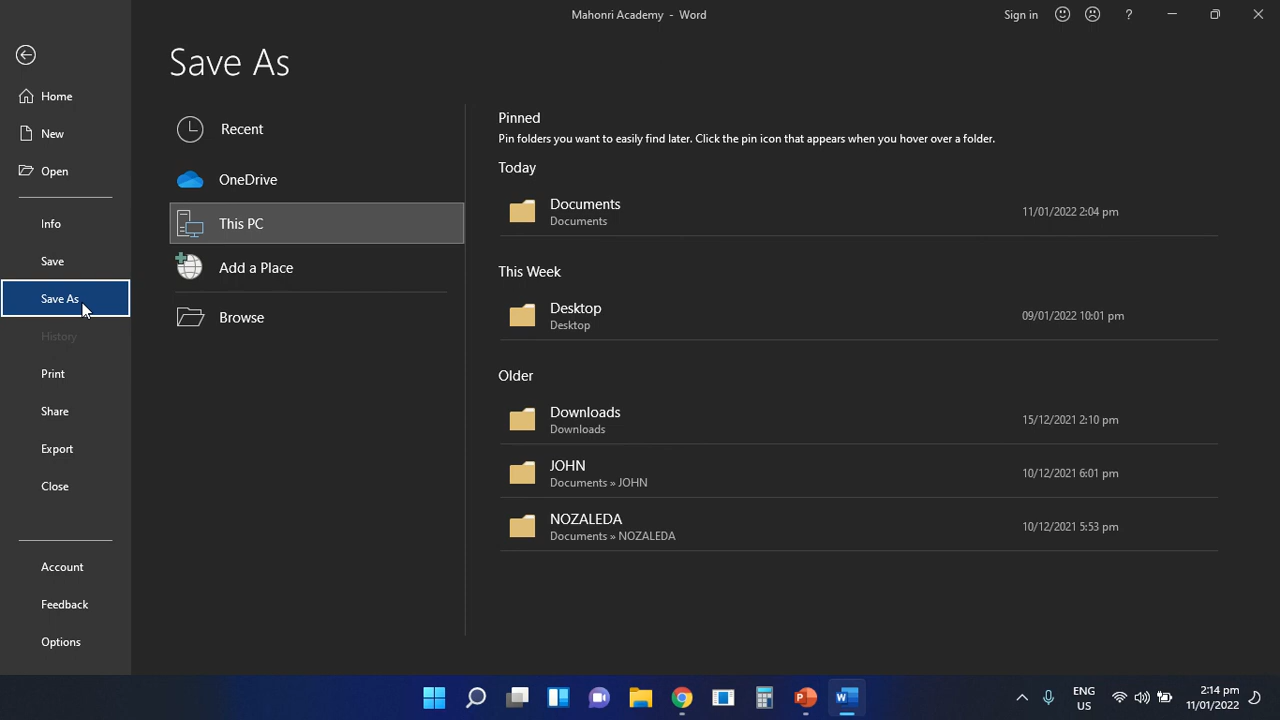 Mahonri Academy - Word
Sign in
?
Save As
Home
New
Open
Info
Save
Save As
History
Print
Share
Export
Close
Account
Feedback
Options
Recent
OneDrive
This PC
Add a Place
Browse
Pinned
Pin folders you want to easily find later. Click the pin icon that appears when you hover over a folder.
Today
Documents 11/01/2022 2:04 pm
Documents
This Week
Desktop 09/01/2022 10:01 pm
Desktop
Older
Downloads 15/12/2021 2:10 pm
Downloads
JOHN 10/12/2021 6:01 pm
Documents » JOHN
NOZALEDA 10/12/2021 5:53 pm
Documents » NOZALEDA
ENG
US
2:14 pm
11/01/2022